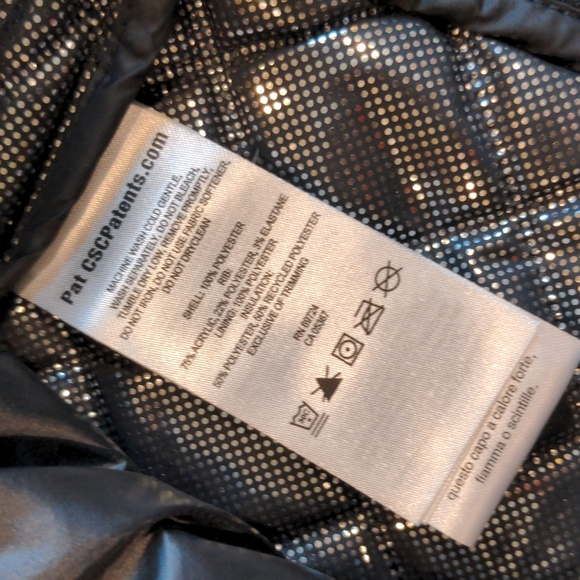 Pat CSCPatents.com
MACHINE WASH COLD GENTLE,
WASH SEPARATELY, DO NOT BLEACH,
TUMBLE DRY LOW, REMOVE PROMPTLY,
DO NOT IRON, DO NOT USE FABRIC SOFTENER,
DO NOT DRYCLEAN
SHELL: 100% POLYESTER
RIB:
75% ACRYLIC, 22% POLYESTER, 3% ELASTANE
LINING: 100% POLYESTER
INSULATION:
50% POLYESTER, 50% RECYCLED POLYESTER
EXCLUSIVE OF TRIMMING
RN 69724
CA 05367
questo capo a calore forte,
fiamma o scintille.